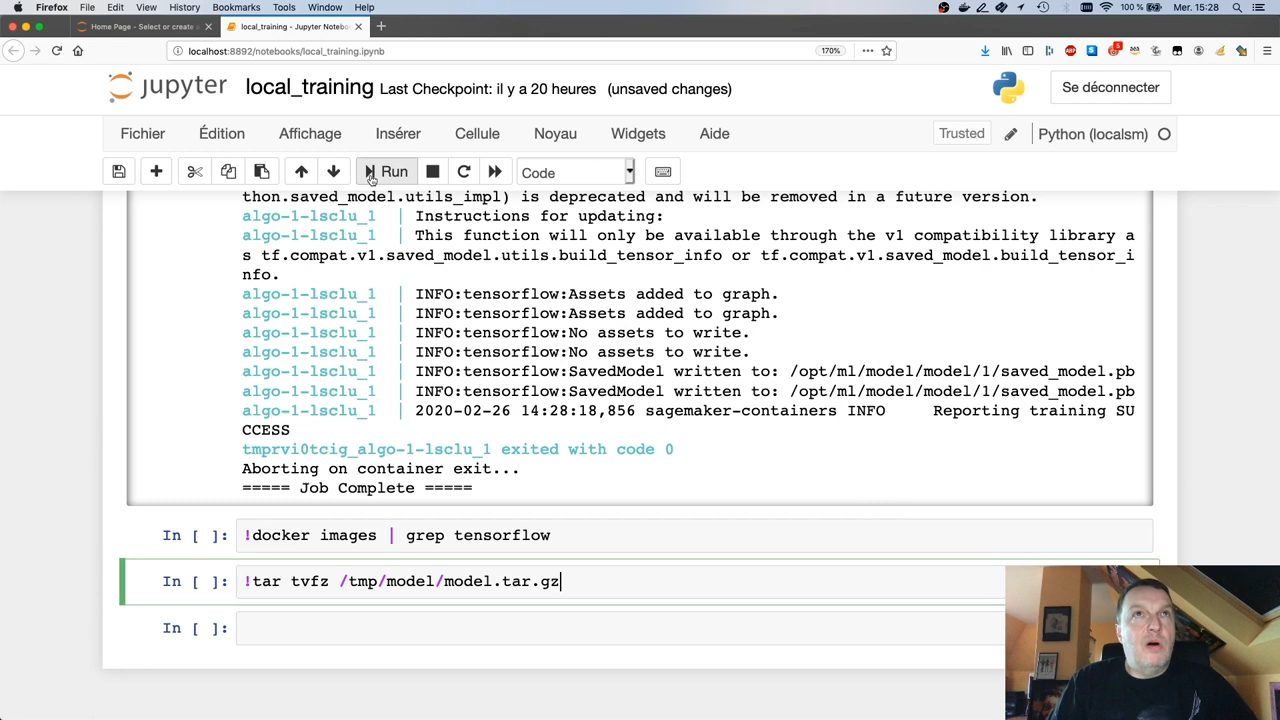 Firefox File Edit View History Bookmarks Tools Window Help 100 % Mer. 15:28
Home Page - Select or create a
local_training - Jupyter Noteboo
localhost:8892/notebooks/local_training.ipynb 170%
jupyter local_training Last Checkpoint: il y a 20 heures (unsaved changes) Se déconnecter
Fichier Édition Affichage Insérer Cellule Noyau Widgets Aide Trusted Python (localsm)
Run Code
thon.saved_model.utils_impl) is deprecated and will be removed in a future version.
algo-1-lsclu_1 | Instructions for updating:
algo-1-lsclu_1 | This function will only be available through the v1 compatibility library a
s tf.compat.v1.saved_model.utils.build_tensor_info or tf.compat.v1.saved_model.build_tensor_i
nfo.
algo-1-lsclu_1 | INFO:tensorflow:Assets added to graph.
algo-1-lsclu_1 | INFO:tensorflow:Assets added to graph.
algo-1-lsclu_1 | INFO:tensorflow:No assets to write.
algo-1-lsclu_1 | INFO:tensorflow:No assets to write.
algo-1-lsclu_1 | INFO:tensorflow:SavedModel written to: /opt/ml/model/model/1/saved_model.pb
algo-1-lsclu_1 | INFO:tensorflow:SavedModel written to: /opt/ml/model/model/1/saved_model.pb
algo-1-lsclu_1 | 2020-02-26 14:28:18,856 sagemaker-containers INFO Reporting training SU
CCESS
tmprvi0tcig_algo-1-lsclu_1 exited with code 0
Aborting on container exit...
===== Job Complete =====
In [ ]: !docker images | grep tensorflow
In [ ]: !tar tvfz /tmp/model/model.tar.gz
In [ ]: